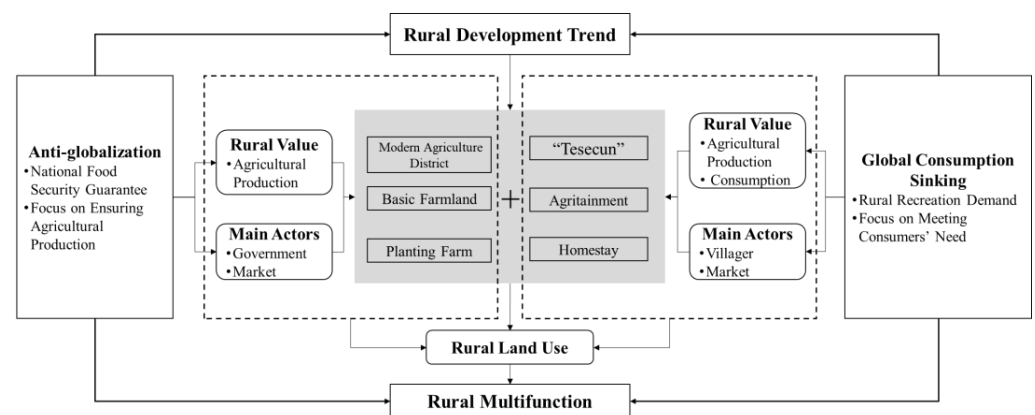 Rural Development Trend
Anti-globalization
•National Food
Security Guarantee
•Focus on Ensuring
Agricultural
Production
Rural Value
•Agricultural
Production
Main Actors
•Government
•Market
Modern Agriculture
District
Basic Farmland
Planting Farm
+
“Tesecun”
Agritainment
Homestay
Rural Value
•Agricultural
Production
• Consumption
Main Actors
•Villager
•Market
Global Consumption
Sinking
•Rural Recreation Demand
•Focus on Meeting
Consumers’ Need
Rural Land Use
Rural Multifunction